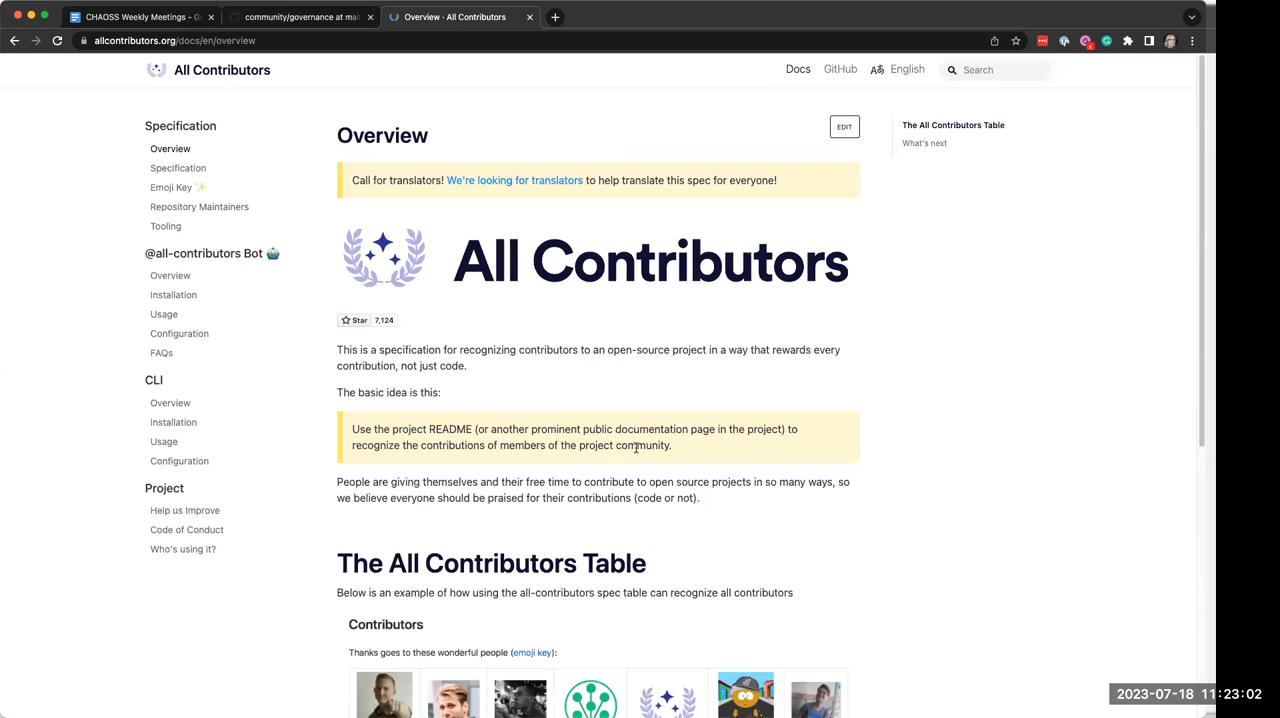 CHAOSS Weekly Meetings - G
community/governance at mai
Overview · All Contributors
allcontributors.org/docs/en/overview
All Contributors
Docs
GitHub
English
Search
Specification
Overview
Specification
Emoji Key ✨
Repository Maintainers
Tooling
@all-contributors Bot 🤖
Overview
Installation
Usage
Configuration
FAQs
CLI
Overview
Installation
Usage
Configuration
Project
Help us Improve
Code of Conduct
Who's using it?
Overview
EDIT
Call for translators! We're looking for translators to help translate this spec for everyone!
All Contributors
Star 7,124
This is a specification for recognizing contributors to an open-source project in a way that rewards every
contribution, not just code.
The basic idea is this:
Use the project README (or another prominent public documentation page in the project) to
recognize the contributions of members of the project community.
People are giving themselves and their free time to contribute to open source projects in so many ways, so
we believe everyone should be praised for their contributions (code or not).
The All Contributors Table
Below is an example of how using the all-contributors spec table can recognize all contributors
Contributors
Thanks goes to these wonderful people (emoji key):
The All Contributors Table
What's next
2023-07-18 11:23:02